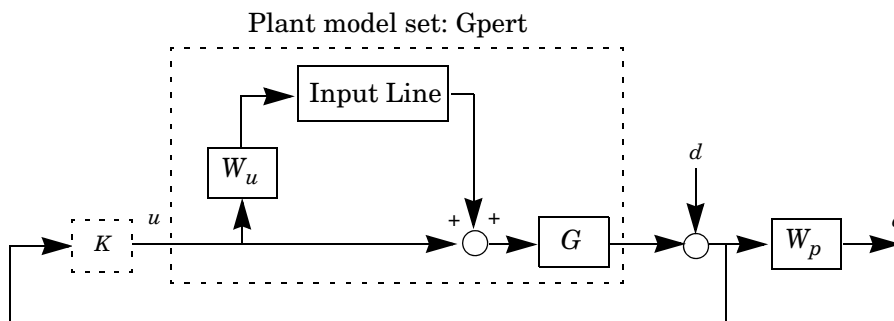 Plant model set: Gpert
Input Line
W_u
d
u
+ +
K
G
W_p